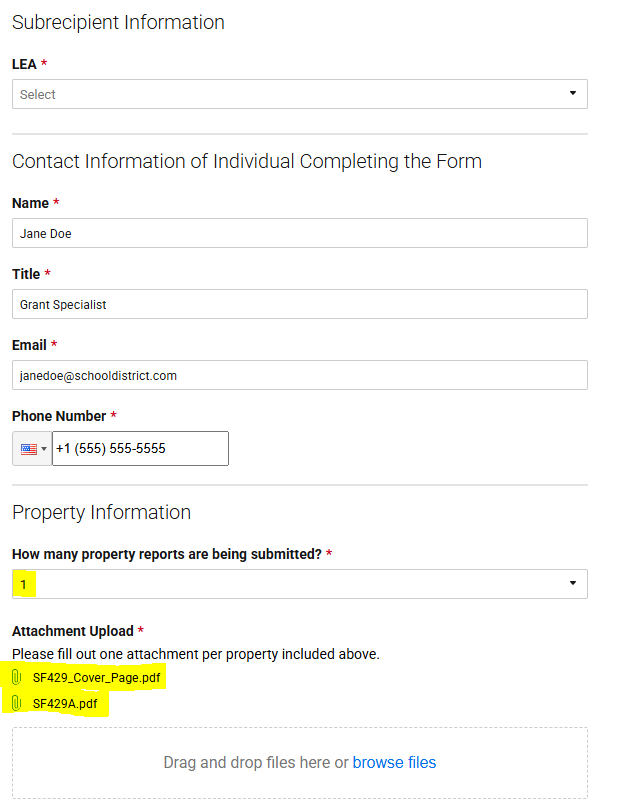 Subrecipient Information
LEA *
Select
Contact Information of Individual Completing the Form
Name *
Jane Doe
Title *
Grant Specialist
Email *
janedoe@schooldistrict.com
Phone Number *
+1 (555) 555-5555
Property Information
How many property reports are being submitted? *
1
Attachment Upload *
Please fill out one attachment per property included above.
SF429_Cover_Page.pdf
SF429A.pdf
Drag and drop files here or browse files